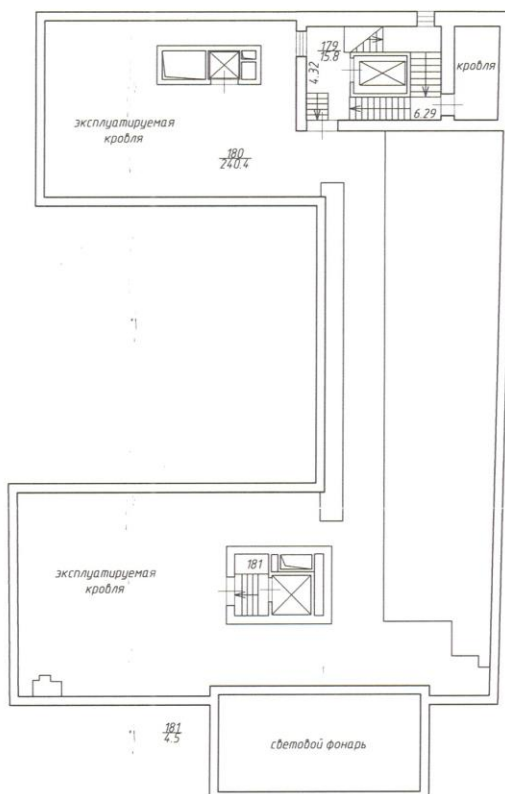 179
15.8
4.32
кровля
6.29
эксплуатируемая
кровля
180
240.4
181
эксплуатируемая
кровля
181
4.5
световой фонарь